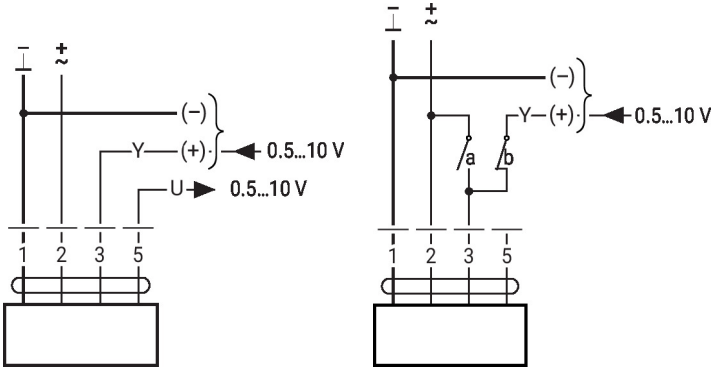 – + ~
(–)
Y (+) 0.5...10 V
U 0.5...10 V
1 2 3 5
– + ~
(–)
Y (+) 0.5...10 V
a b
1 2 3 5